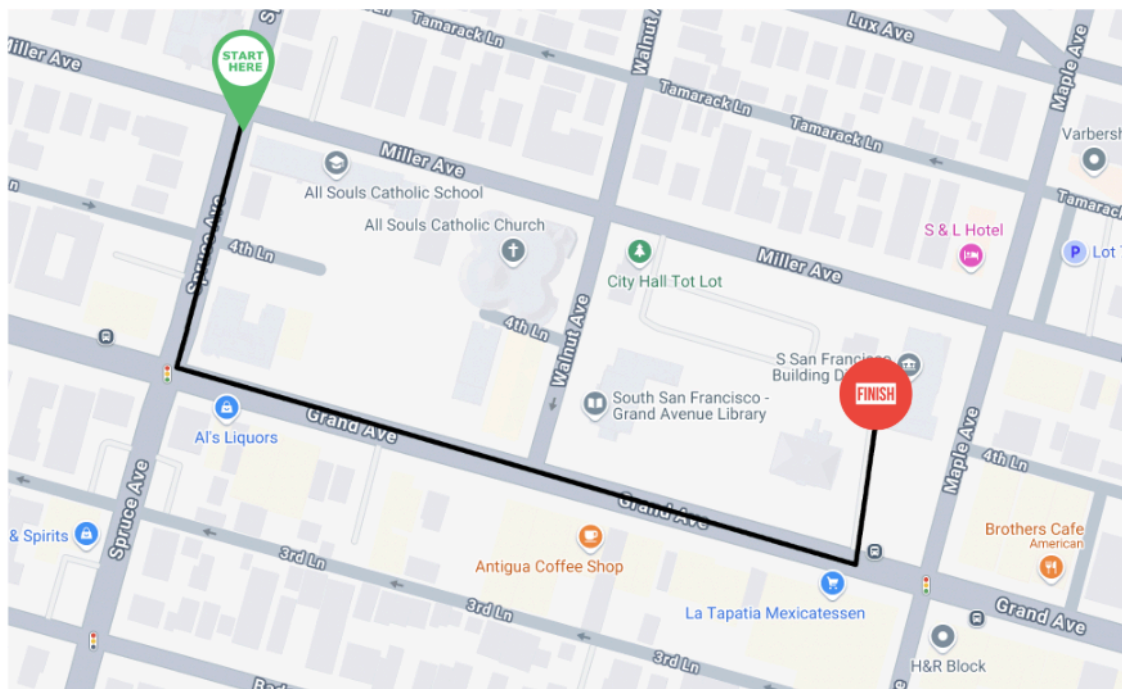 Miller Ave
START
HERE
Tamarack Ln
Walnut Ave
Lux Ave
Maple Ave
Tamarack Ln
Tamarack Ln
Varbersh
Miller Ave
All Souls Catholic School
Tamarack
Ln
Spruce Ave
4th Ln
All Souls Catholic Church
S & L Hotel
P
Lot
City Hall Tot Lot
Miller Ave
4th Ln
Walnut Ave
S San Francisco
Building D
FINISH
South San Francisco -
Grand Avenue Library
Al's Liquors
Grand Ave
Maple Ave
4th Ln
Spruce Ave
Grand Ave
& Spirits
Antigua Coffee Shop
Brothers Cafe
American
3rd Ln
La Tapatia Mexicatessen
Grand Ave
3rd Ln
H&R Block
3rd Ln